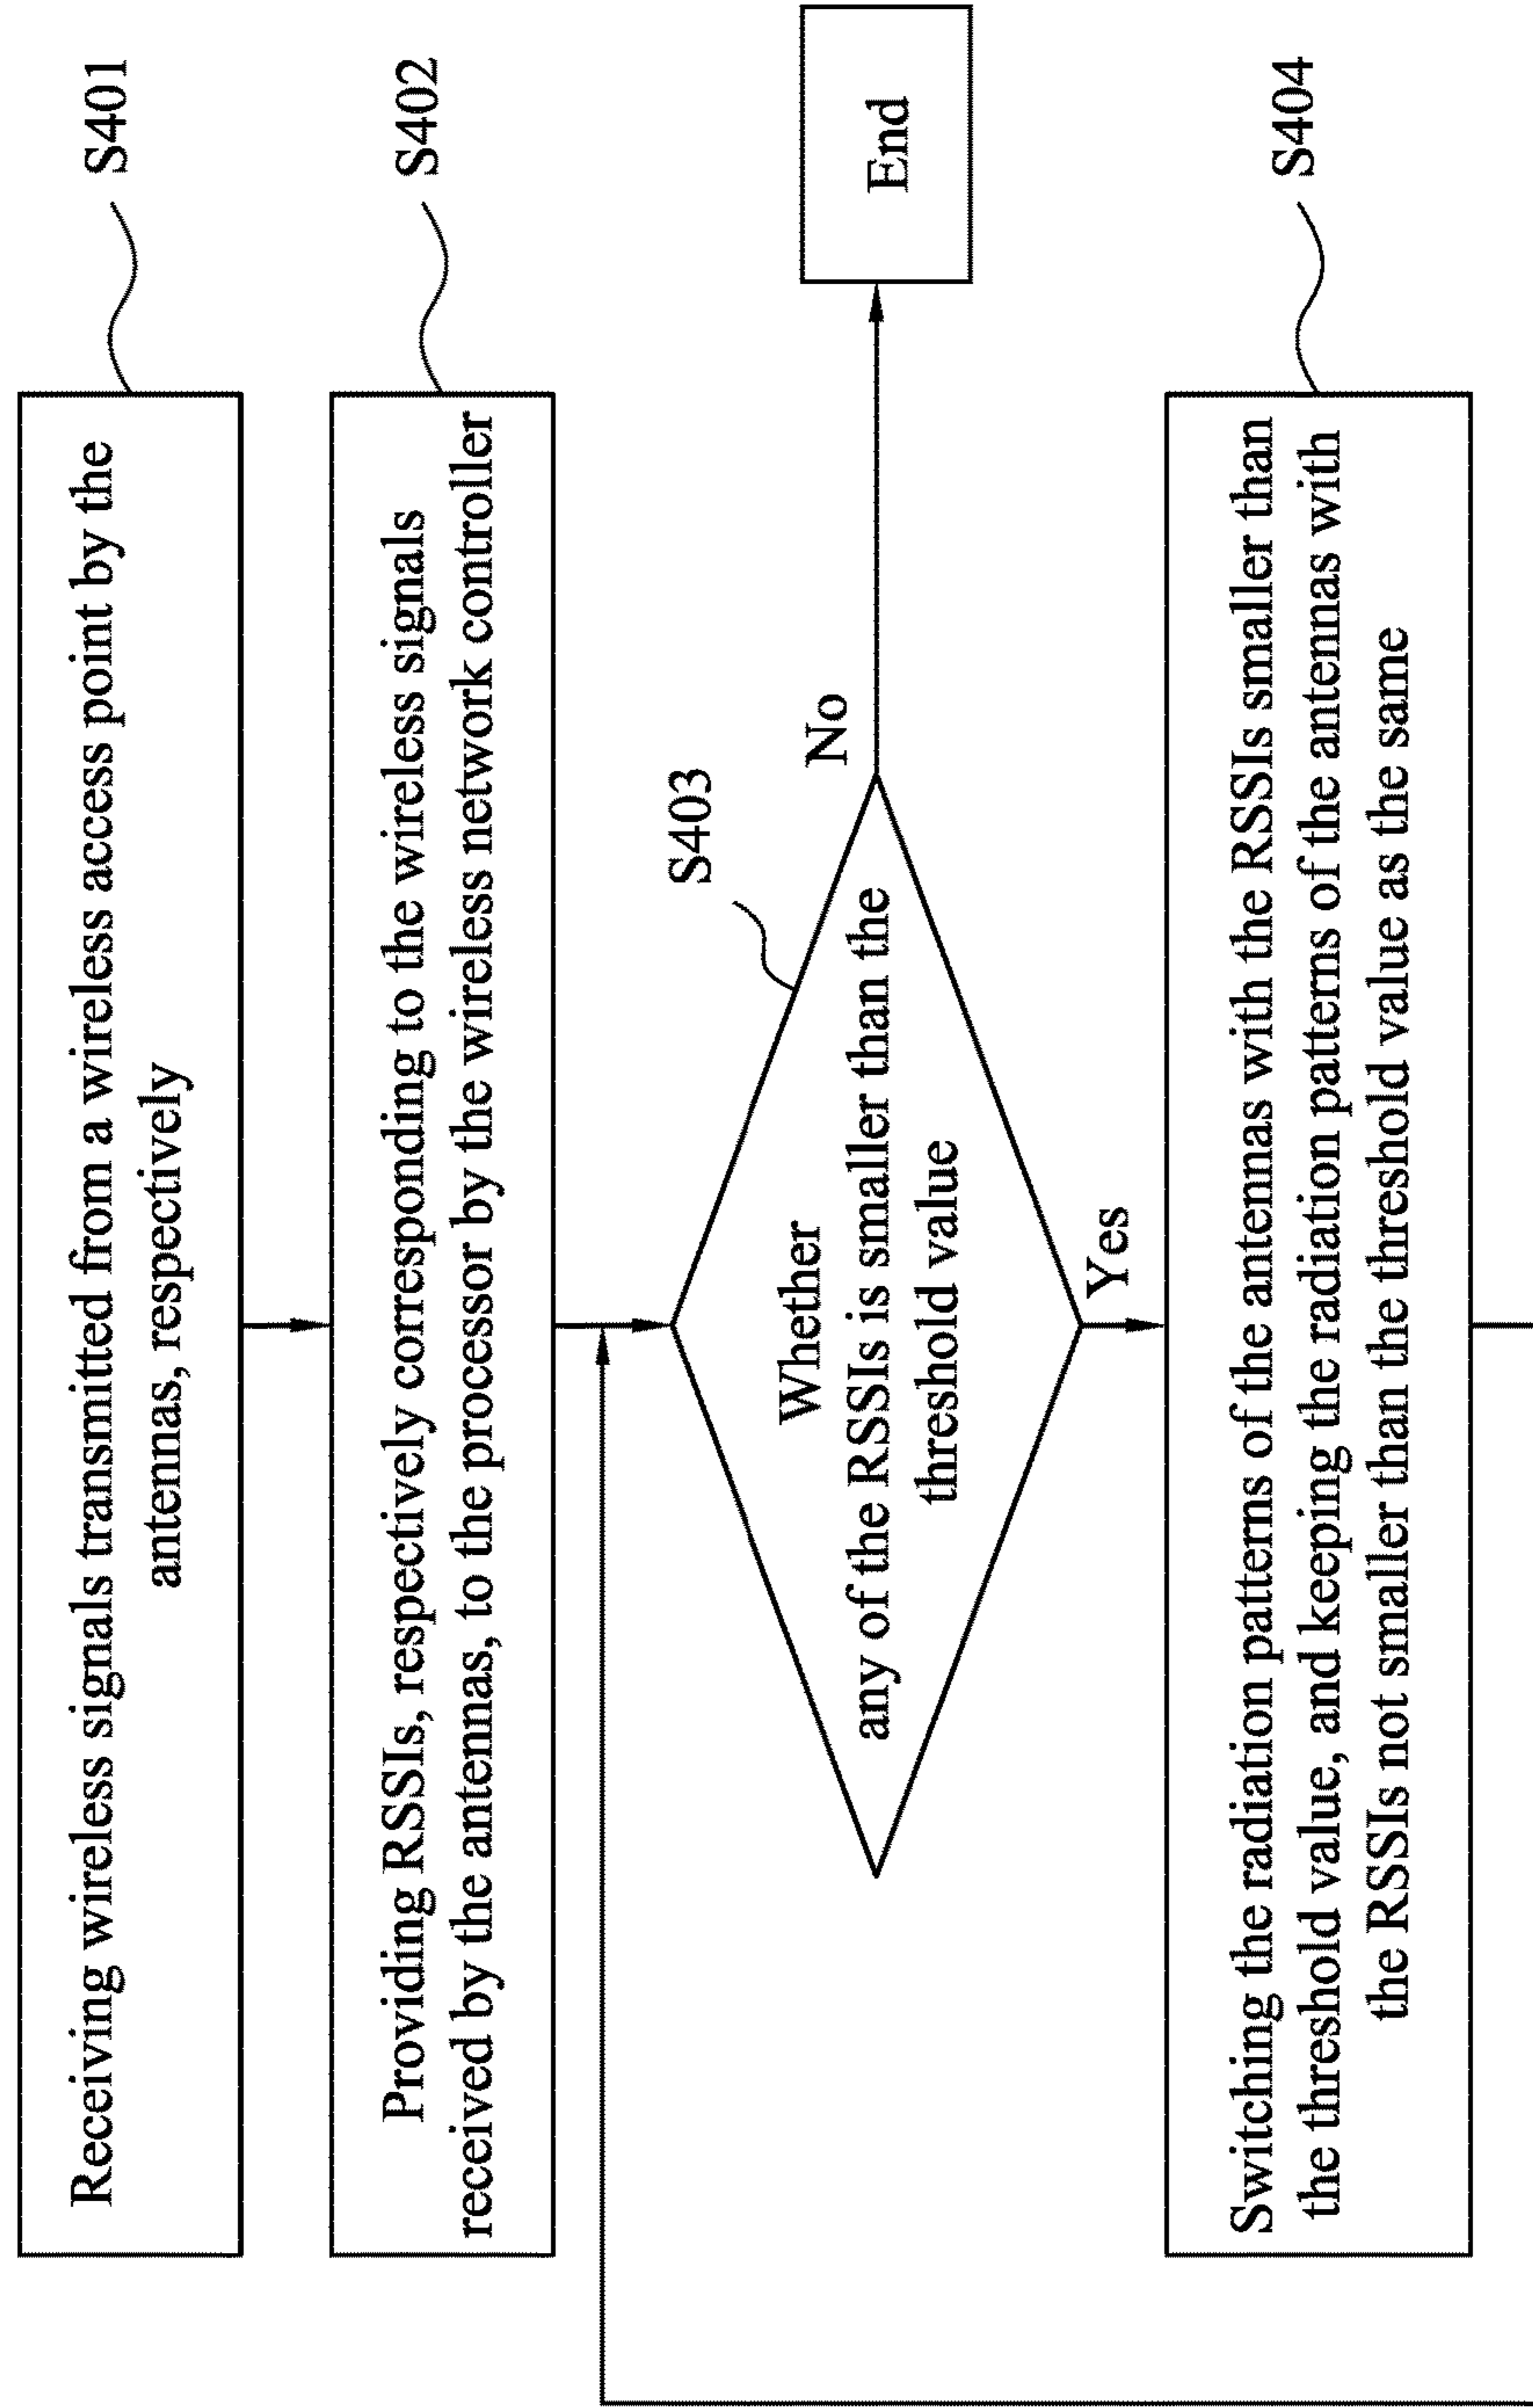 Receiving wireless signals transmitted from a wireless access point by the
antennas, respectively
S401
Providing RSSIs, respectively corresponding to the wireless signals
received by the antennas, to the processor by the wireless network controller
S402
Whether
any of the RSSIs is smaller than the
threshold value
S403
No
End
Yes
Switching the radiation patterns of the antennas with the RSSIs smaller than
the threshold value, and keeping the radiation patterns of the antennas with
the RSSIs not smaller than the threshold value as the same
S404